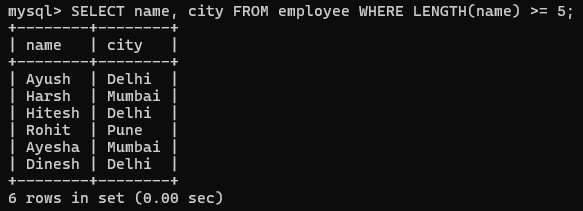 mysql> SELECT name, city FROM employee WHERE LENGTH(name) >= 5;
+--------+--------+
| name   | city   |
+--------+--------+
| Ayush  | Delhi  |
| Harsh  | Mumbai |
| Hitesh | Delhi  |
| Rohit  | Pune   |
| Ayesha | Mumbai |
| Dinesh | Delhi  |
+--------+--------+
6 rows in set (0.00 sec)